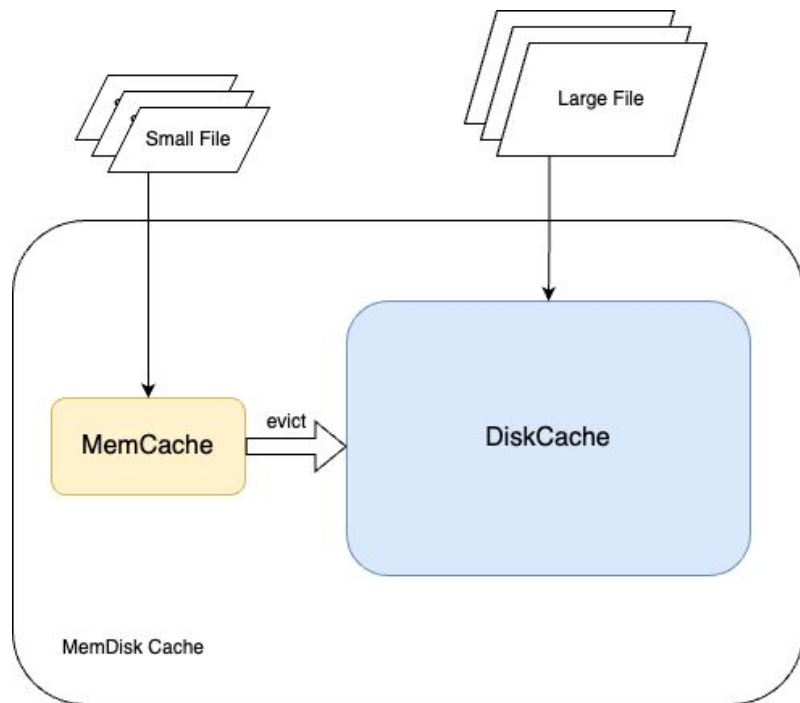 Large File
Small File
evict
MemCache
DiskCache
MemDisk Cache